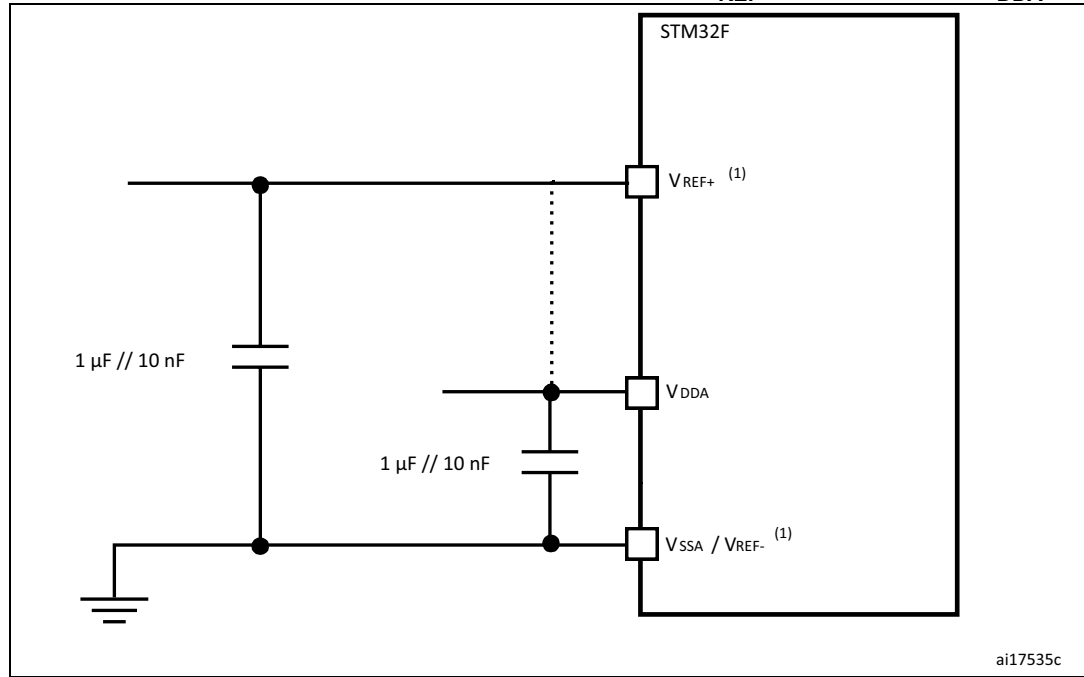 STM32F
VREF+ (1)
1 µF // 10 nF
VDDA
1 µF // 10 nF
VSSA / VREF- (1)
ai17535c